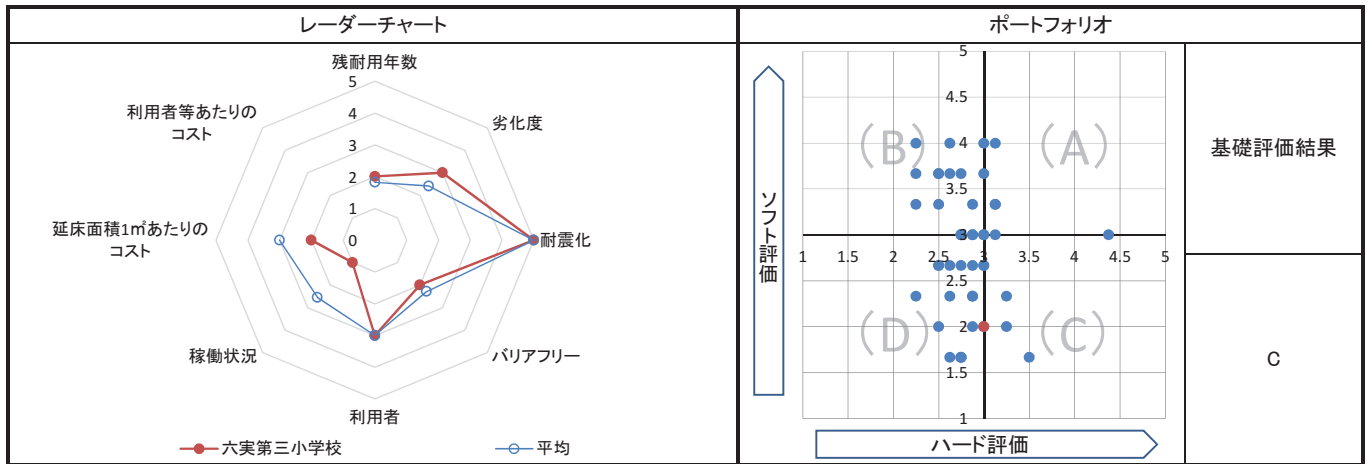 レーダーチャート
ポートフォリオ
残耐用年数
劣化度
耐震化
バリアフリー
利用者
稼働状況
延床面積1㎡あたりの
コスト
利用者等あたりの
コスト
5
4
3
2
1
0
六実第三小学校
平均
ソフト評価
5
4.5
4
3.5
3
2.5
2
1.5
1
1
1.5
2
2.5
3
3.5
4
4.5
5
(B)
(A)
(D)
(C)
ハード評価
基礎評価結果
C